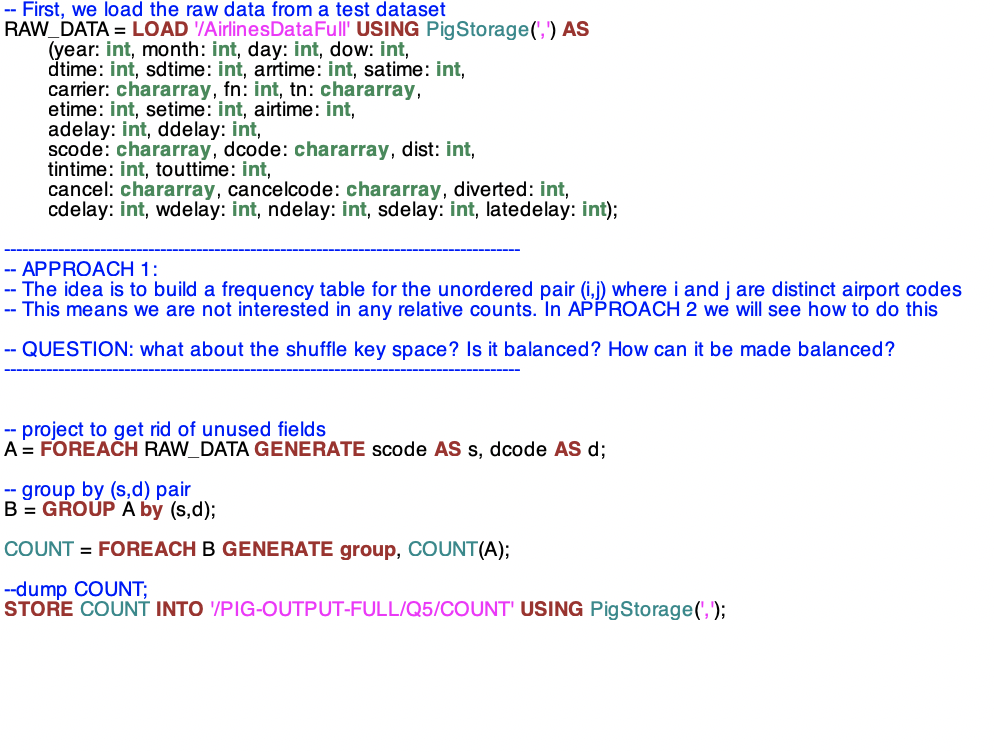 -- First, we load the raw data from a test dataset
RAW_DATA = LOAD '/AirlinesDataFull' USING PigStorage(',') AS
(year: int, month: int, day: int, dow: int,
dtime: int, sdtime: int, arrtime: int, satime: int,
carrier: chararray, fn: int, tn: chararray,
etime: int, setime: int, airtime: int,
adelay: int, ddelay: int,
scode: chararray, dcode: chararray, dist: int,
tintime: int, touttime: int,
cancel: chararray, cancelcode: chararray, diverted: int,
cdelay: int, wdelay: int, ndelay: int, sdelay: int, latedelay: int);
--------------------------------------------------------------------------------------
-- APPROACH 1:
-- The idea is to build a frequency table for the unordered pair (i,j) where i and j are distinct airport codes
-- This means we are not interested in any relative counts. In APPROACH 2 we will see how to do this
-- QUESTION: what about the shuffle key space? Is it balanced? How can it be made balanced?
--------------------------------------------------------------------------------------
-- project to get rid of unused fields
A = FOREACH RAW_DATA GENERATE scode AS s, dcode AS d;
-- group by (s,d) pair
B = GROUP A by (s,d);
COUNT = FOREACH B GENERATE group, COUNT(A);
--dump COUNT;
STORE COUNT INTO '/PIG-OUTPUT-FULL/Q5/COUNT' USING PigStorage(',');